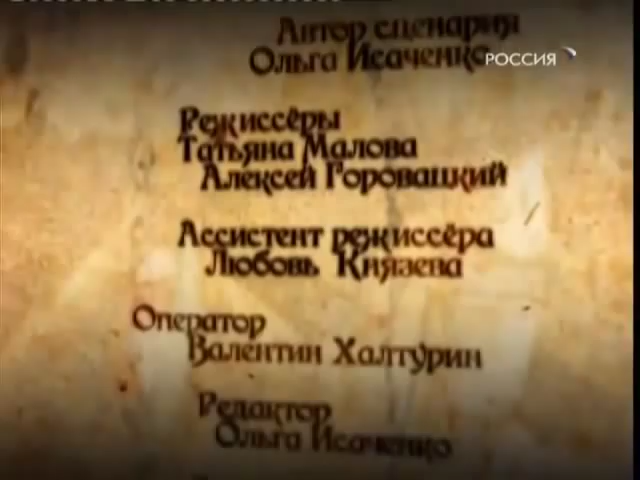 Автор сценария
Ольга Исаченко
РОССИЯ
Режиссёры
Татьяна Малова
Алексей Горовацкий
Ассистент режиссёра
Любовь Князева
Оператор
Валентин Халтурин
Редактор
Ольга Исаченко